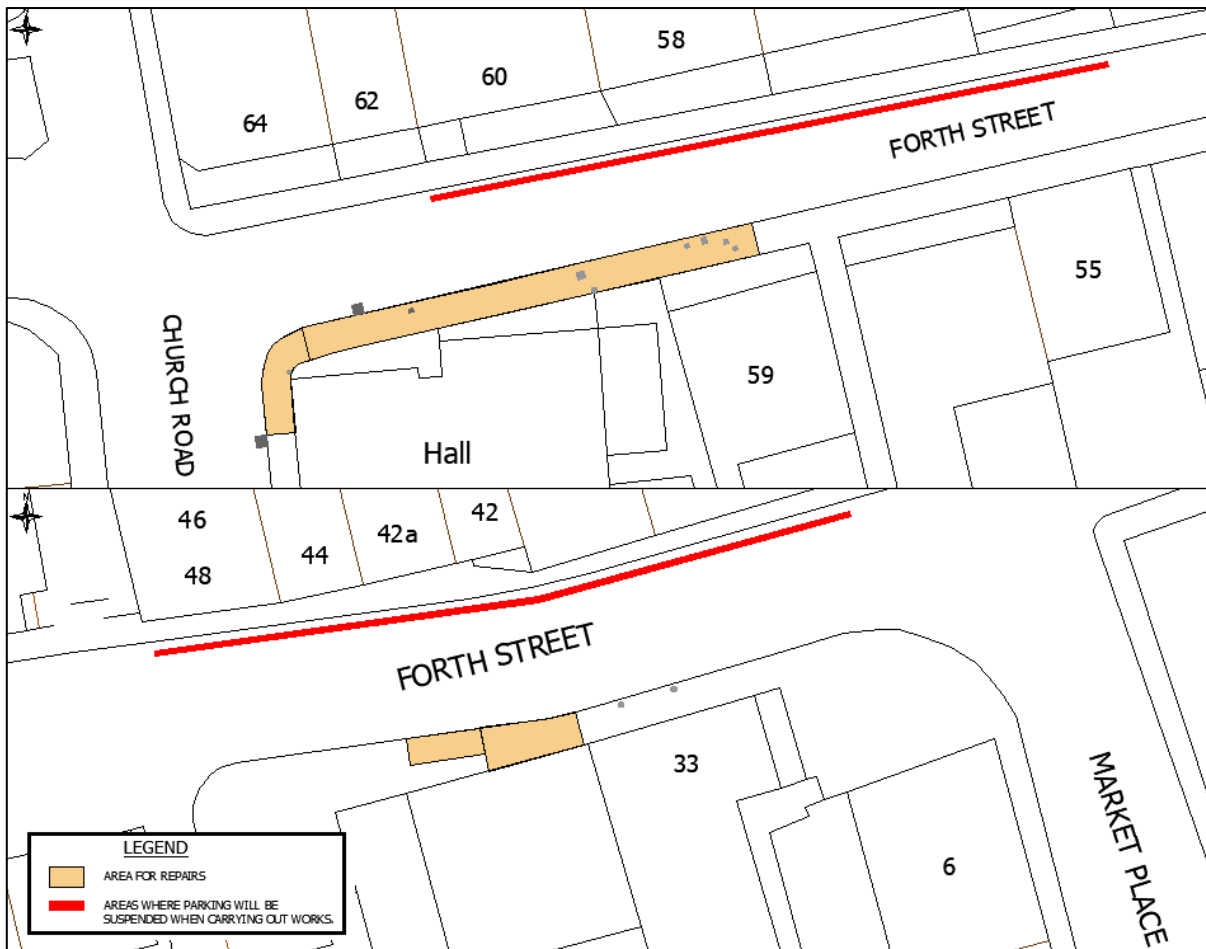 58
60
62
64
FORTH STREET
55
59
CHURCH ROAD
Hall
N
46
48
44
42a
42
FORTH STREET
33
6
MARKET PLACE
LEGEND
AREA FOR REPAIRS
AREAS WHERE PARKING WILL BE
SUSPENDED WHEN CARRYING OUT WORKS.